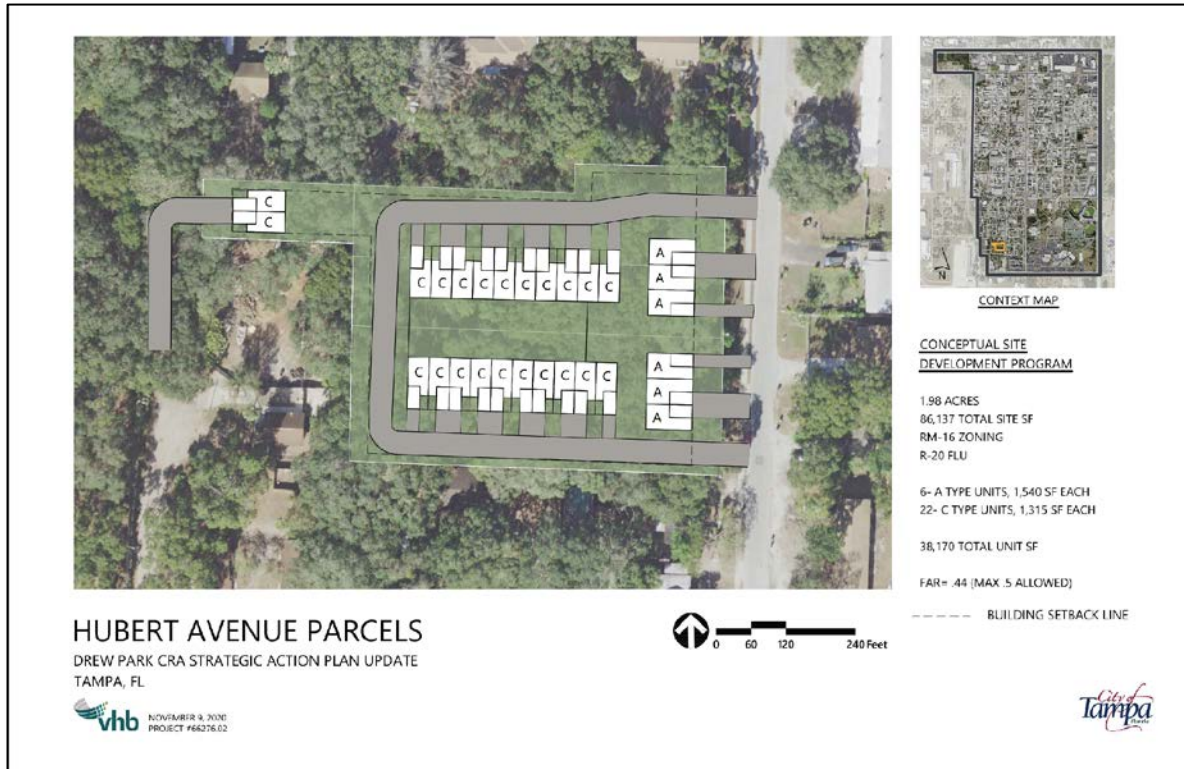 C
C
A
A
A
C C C C C C C C C C
C C C C C C C C C C
A
A
A
N
CONTEXT MAP
CONCEPTUAL SITE
DEVELOPMENT PROGRAM
1.98 ACRES
86,137 TOTAL SITE SF
RM-16 ZONING
R-20 FLU
6- A TYPE UNITS, 1,540 SF EACH
22- C TYPE UNITS, 1,315 SF EACH
38,170 TOTAL UNIT SF
FAR= .44 (MAX .5 ALLOWED)
BUILDING SETBACK LINE
HUBERT AVENUE PARCELS
DREW PARK CRA STRATEGIC ACTION PLAN UPDATE
TAMPA, FL
vhb
NOVEMBER 9, 2020
PROJECT #66276.02
0 60 120 240 Feet
City of
Tampa
Florida